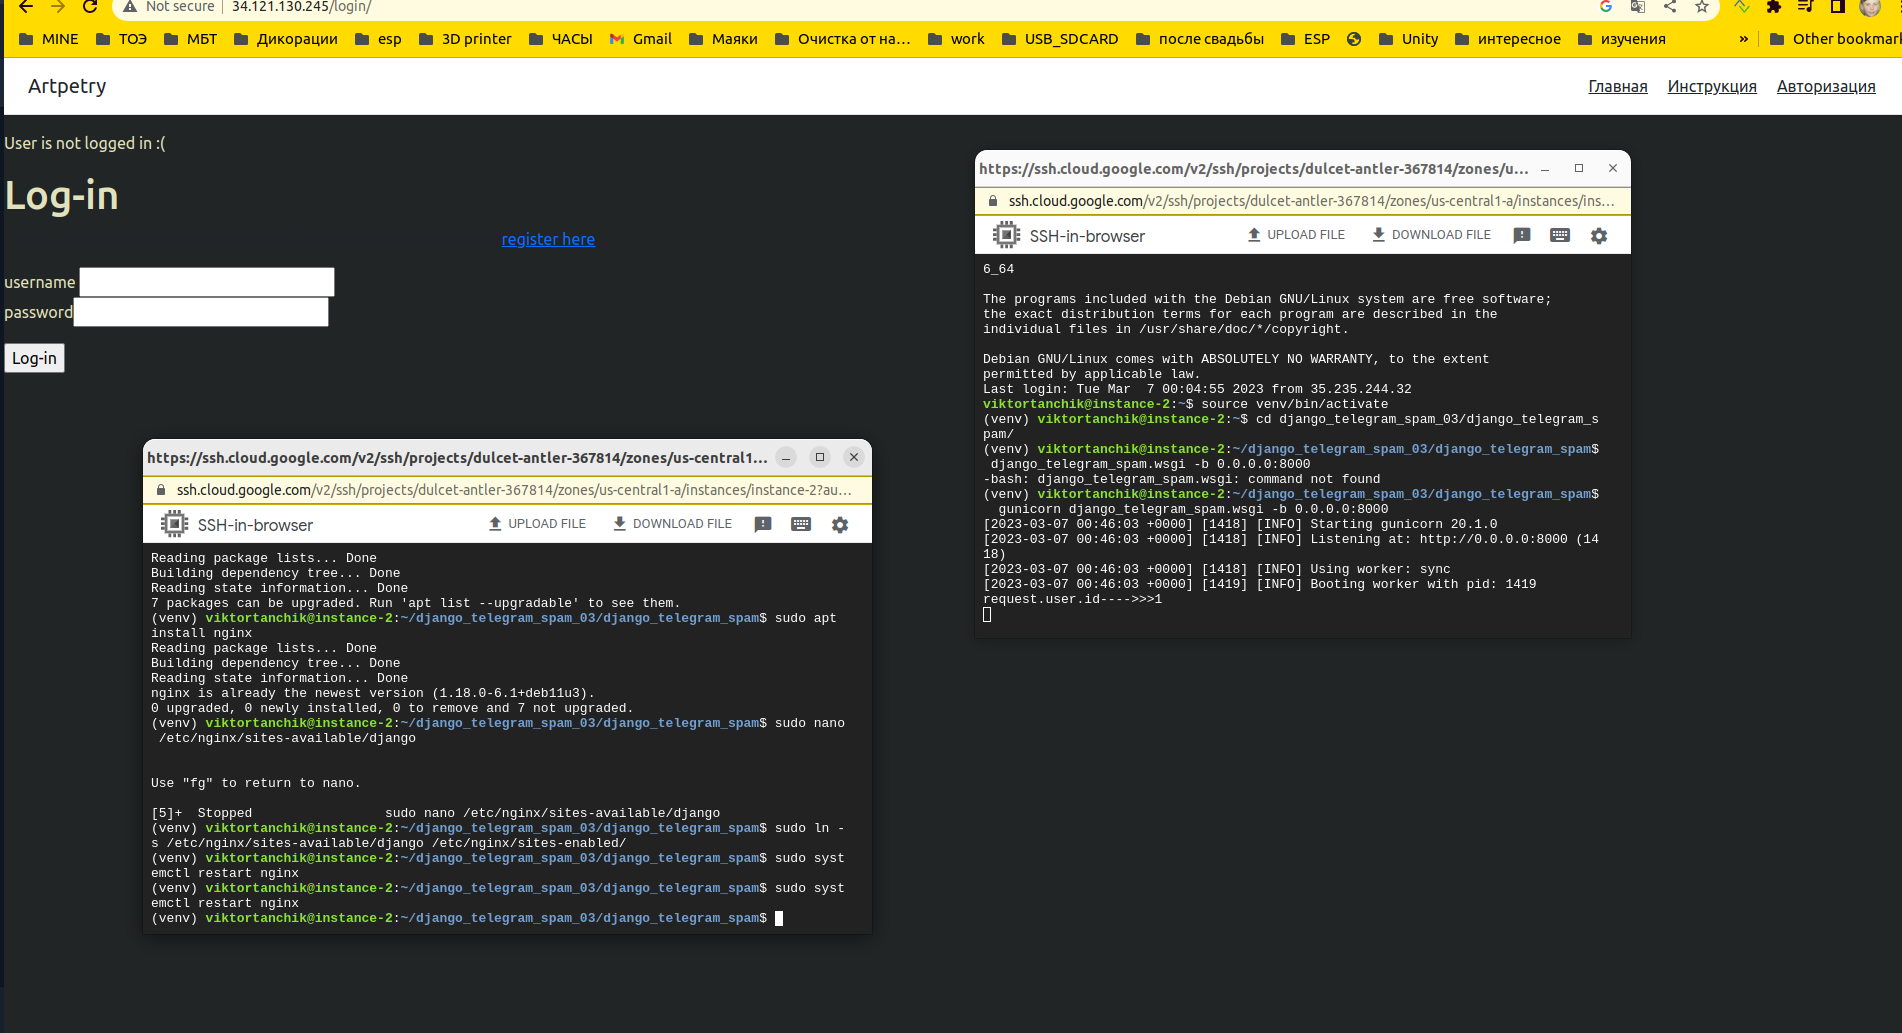 Not secure | 34.121.130.245/login/
MINE ТОЭ МБТ Дикорации esp 3D printer ЧАСЫ Gmail Маяки Очистка от на... work USB_SDCARD после свадьбы ESP Unity интересное изучения » Other bookmark
Artpetry
Главная Инструкция Авторизация
User is not logged in :(
Log-in
register here
username
password
Log-in
https://ssh.cloud.google.com/v2/ssh/projects/dulcet-antler-367814/zones/u...
ssh.cloud.google.com/v2/ssh/projects/dulcet-antler-367814/zones/us-central1-a/instances/ins...
SSH-in-browser UPLOAD FILE DOWNLOAD FILE
6_64
The programs included with the Debian GNU/Linux system are free software;
the exact distribution terms for each program are described in the
individual files in /usr/share/doc/*/copyright.
Debian GNU/Linux comes with ABSOLUTELY NO WARRANTY, to the extent
permitted by applicable law.
Last login: Tue Mar  7 00:04:55 2023 from 35.235.244.32
viktortanchik@instance-2:~$ source venv/bin/activate
(venv) viktortanchik@instance-2:~$ cd django_telegram_spam_03/django_telegram_s
pam/
(venv) viktortanchik@instance-2:~/django_telegram_spam_03/django_telegram_spam$
django_telegram_spam.wsgi -b 0.0.0.0:8000
-bash: django_telegram_spam.wsgi: command not found
(venv) viktortanchik@instance-2:~/django_telegram_spam_03/django_telegram_spam$
gunicorn django_telegram_spam.wsgi -b 0.0.0.0:8000
[2023-03-07 00:46:03 +0000] [1418] [INFO] Starting gunicorn 20.1.0
[2023-03-07 00:46:03 +0000] [1418] [INFO] Listening at: http://0.0.0.0:8000 (14
18)
[2023-03-07 00:46:03 +0000] [1418] [INFO] Using worker: sync
[2023-03-07 00:46:03 +0000] [1419] [INFO] Booting worker with pid: 1419
request.user.id---->>>1
https://ssh.cloud.google.com/v2/ssh/projects/dulcet-antler-367814/zones/us-central1...
ssh.cloud.google.com/v2/ssh/projects/dulcet-antler-367814/zones/us-central1-a/instances/instance-2?au...
SSH-in-browser UPLOAD FILE DOWNLOAD FILE
Reading package lists... Done
Building dependency tree... Done
Reading state information... Done
7 packages can be upgraded. Run 'apt list --upgradable' to see them.
(venv) viktortanchik@instance-2:~/django_telegram_spam_03/django_telegram_spam$ sudo apt
install nginx
Reading package lists... Done
Building dependency tree... Done
Reading state information... Done
nginx is already the newest version (1.18.0-6.1+deb11u3).
0 upgraded, 0 newly installed, 0 to remove and 7 not upgraded.
(venv) viktortanchik@instance-2:~/django_telegram_spam_03/django_telegram_spam$ sudo nano
/etc/nginx/sites-available/django
Use "fg" to return to nano.
[5]+  Stopped                 sudo nano /etc/nginx/sites-available/django
(venv) viktortanchik@instance-2:~/django_telegram_spam_03/django_telegram_spam$ sudo ln -
s /etc/nginx/sites-available/django /etc/nginx/sites-enabled/
(venv) viktortanchik@instance-2:~/django_telegram_spam_03/django_telegram_spam$ sudo syst
emctl restart nginx
(venv) viktortanchik@instance-2:~/django_telegram_spam_03/django_telegram_spam$ sudo syst
emctl restart nginx
(venv) viktortanchik@instance-2:~/django_telegram_spam_03/django_telegram_spam$